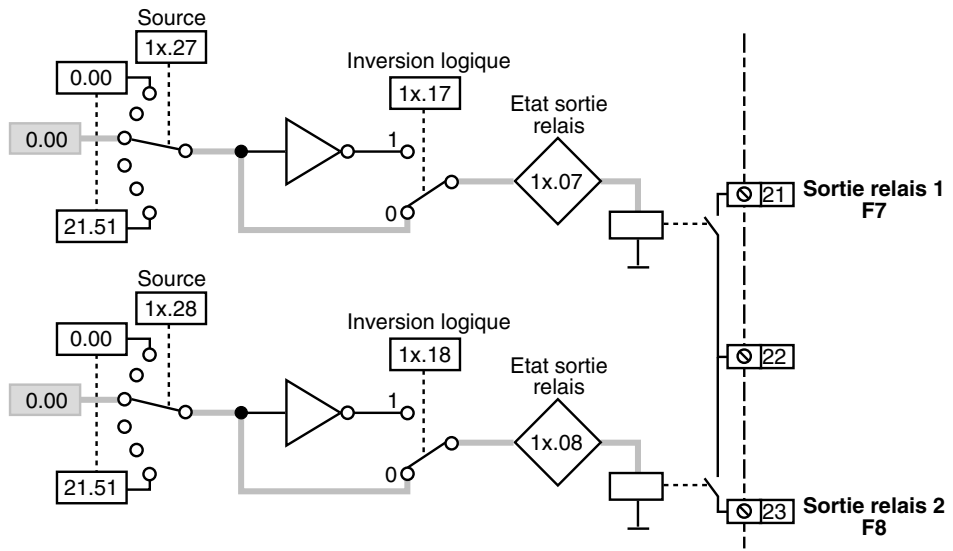 Source
1x.27
0.00
0.00
21.51
Inversion logique
1x.17
1
0
Etat sortie
relais
1x.07
21
Sortie relais 1
F7
Source
1x.28
0.00
0.00
21.51
Inversion logique
1x.18
1
0
Etat sortie
relais
1x.08
22
23
Sortie relais 2
F8